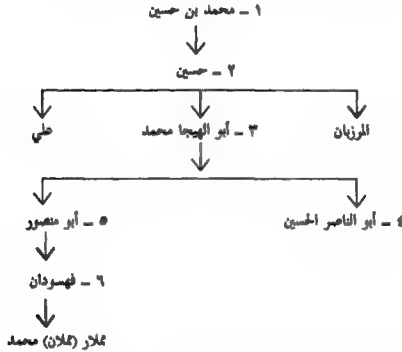 ١ ـ محمد بن حسين
٢ ـ حسين
المرزبان
٣ ـ أبو الهيجا محمد
علي
٤ ـ أبو الناصر الحسين
٥ ـ أبو منصور
٦ ـ فهسودان
مملار (مملان) محمد